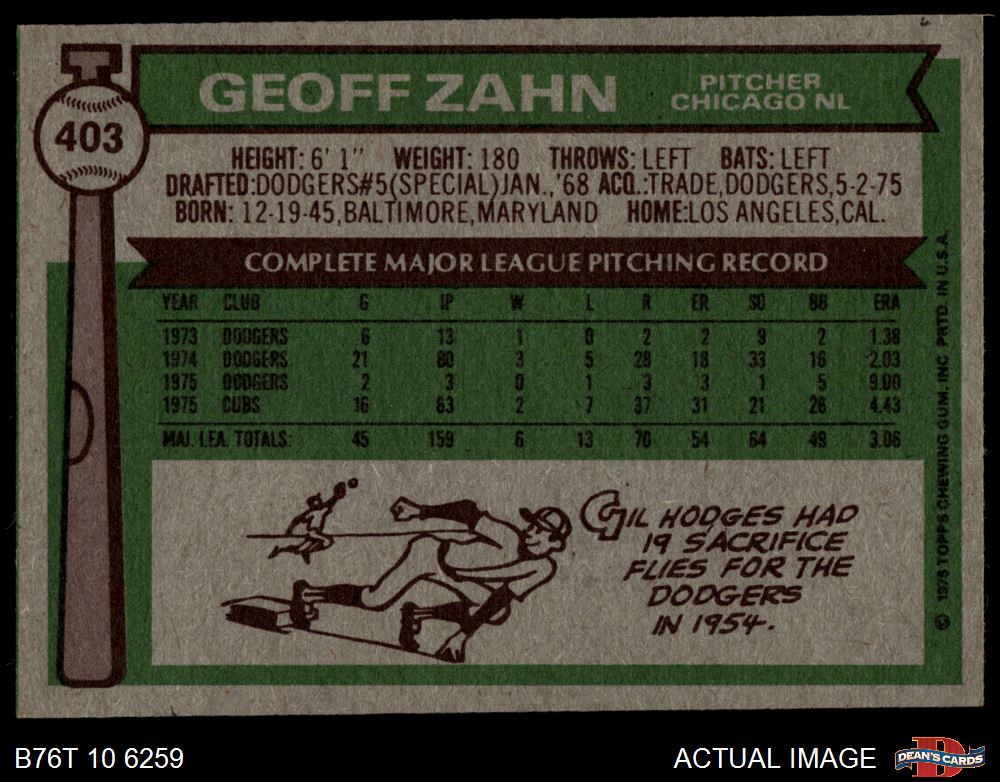 403
GEOFF ZAHN
PITCHER
CHICAGO NL
HEIGHT: 6' 1" WEIGHT: 180 THROWS: LEFT BATS: LEFT
DRAFTED:DODGERS#5(SPECIAL)JAN.,'68 ACQ.:TRADE,DODGERS,5-2-75
BORN: 12-19-45,BALTIMORE,MARYLAND HOME:LOS ANGELES,CAL.
COMPLETE MAJOR LEAGUE PITCHING RECORD
YEAR CLUB G IP W L R ER SO BB ERA
1973 DODGERS 6 13 1 0 2 2 9 2 1.38
1974 DODGERS 21 80 3 5 28 18 33 16 2.03
1975 DODGERS 2 3 0 1 3 3 1 5 9.00
1975 CUBS 16 63 2 7 37 31 21 26 4.43
MAJ. LEA. TOTALS: 45 159 6 13 70 54 64 49 3.06
GIL HODGES HAD
19 SACRIFICE
FLIES FOR THE
DODGERS
IN 1954.
© 1976 TOPPS CHEWING GUM, INC. PRTD. IN U.S.A.
B76T 10 6259
ACTUAL IMAGE
D
DEAN'S CARDS